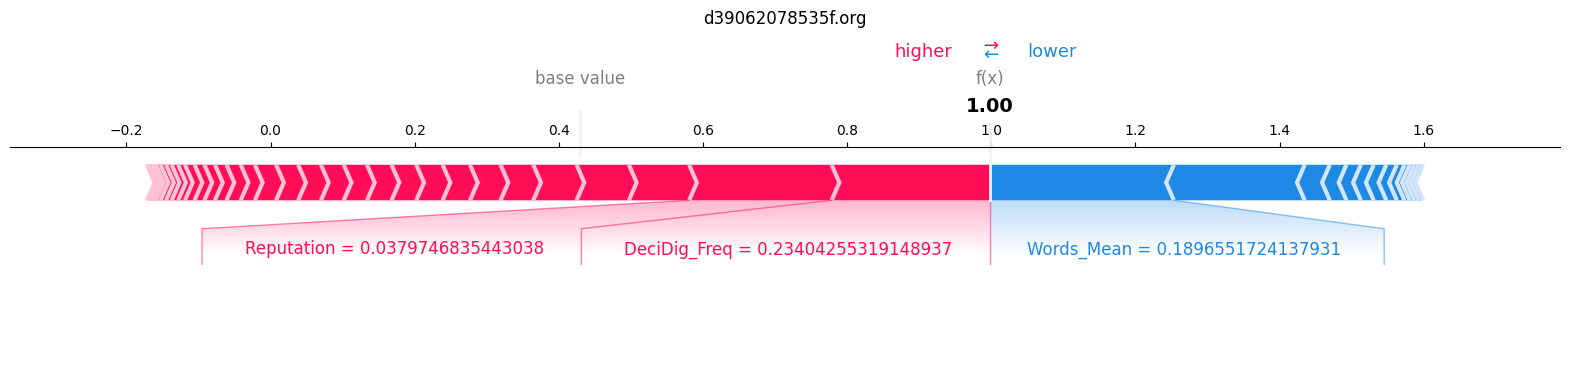 d39062078535f.org
higher ⇄ lower
base value f(x)
1.00
−0.2 0.0 0.2 0.4 0.6 0.8 1.0 1.2 1.4 1.6
Reputation = 0.0379746835443038 DeciDig_Freq = 0.23404255319148937 Words_Mean = 0.1896551724137931